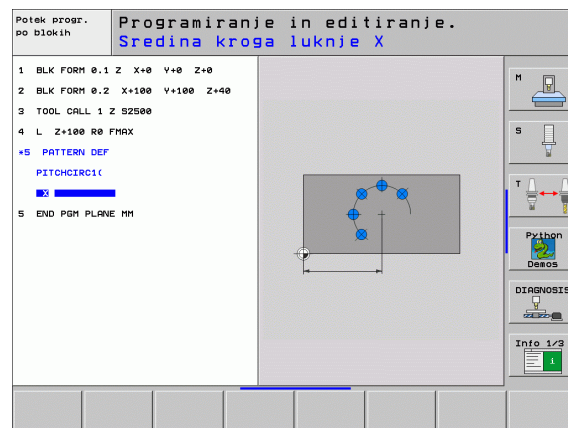 Potek progr.
po blokih
Programiranje in editiranje.
Sredina kroga luknje X
1 BLK FORM 0.1 Z X+0 Y+0 Z+0
2 BLK FORM 0.2 X+100 Y+100 Z+40
3 TOOL CALL 1 Z S2500
4 L Z+100 R0 FMAX
*5 PATTERN DEF
PITCHCIRC1(
X
5 END PGM PLANE MM
M
S
T
Python
Demos
DIAGNOSIS
Info 1/3
i